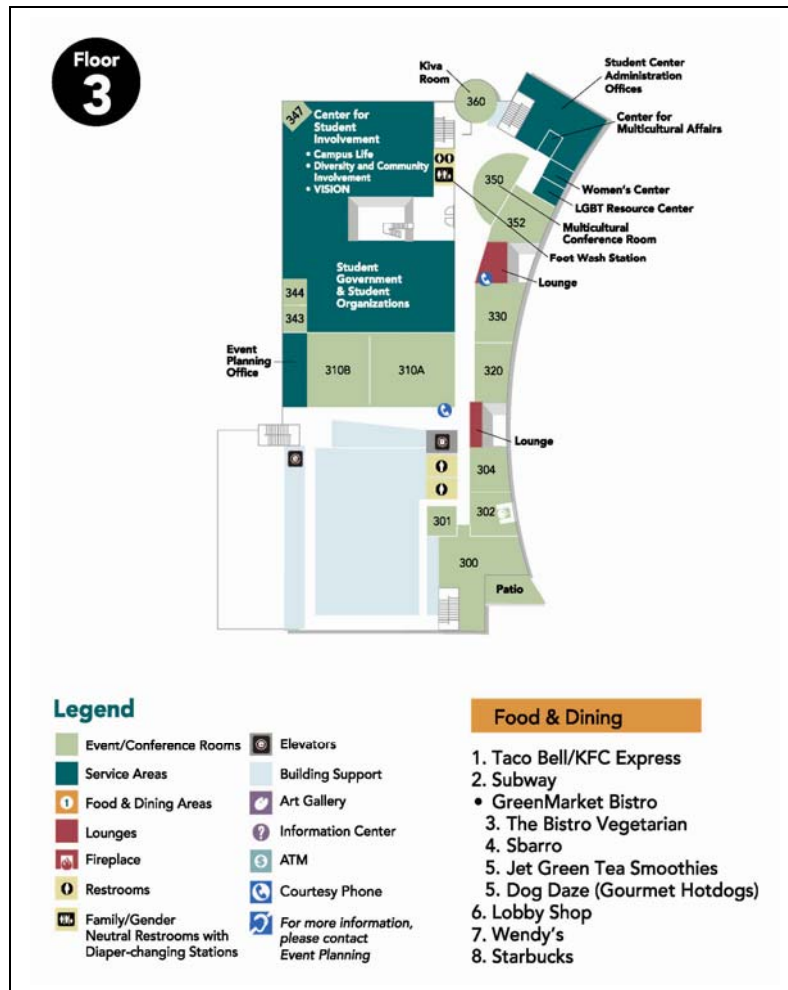 Floor
3
Kiva
Room
360
Student Center
Administration
Offices
Center for
Multicultural Affairs
347
Center for
Student
Involvement
• Campus Life
• Diversity and Community
Involvement
• VISION
350
Women's Center
LGBT Resource Center
352
Multicultural
Conference Room
Foot Wash Station
Lounge
Student
Government
& Student
Organizations
344
343
330
Event
Planning
Office
310B
310A
320
Lounge
304
301
302
300
Patio
Legend
Event/Conference Rooms
Service Areas
1
Food & Dining Areas
Lounges
Fireplace
Restrooms
Family/Gender
Neutral Restrooms with
Diaper-changing Stations
Elevators
Building Support
Art Gallery
?
Information Center
$
ATM
Courtesy Phone
For more information,
please contact
Event Planning
Food & Dining
1. Taco Bell/KFC Express
2. Subway
• GreenMarket Bistro
3. The Bistro Vegetarian
4. Sbarro
5. Jet Green Tea Smoothies
5. Dog Daze (Gourmet Hotdogs)
6. Lobby Shop
7. Wendy's
8. Starbucks